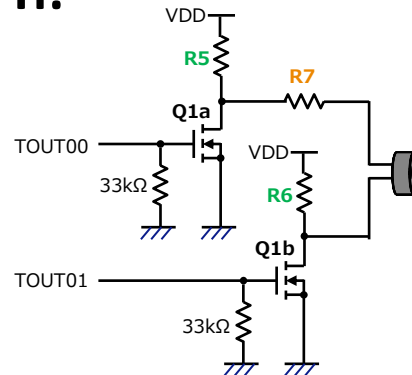 VDD
R5
R7
Q1a
TOUT00
VDD
33kΩ
R6
Q1b
TOUT01
33kΩ